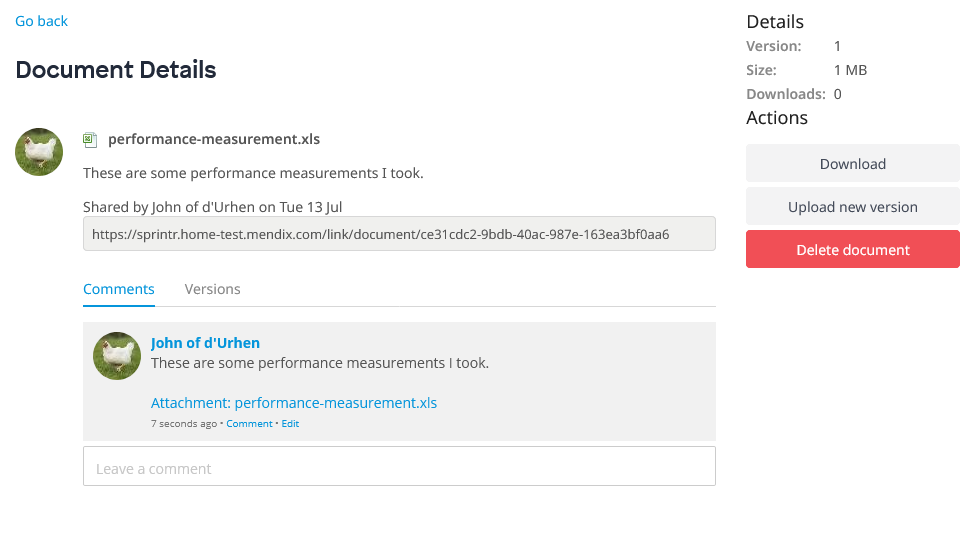 Go back
Document Details
performance-measurement.xls
These are some performance measurements I took.
Shared by John of d'Urhen on Tue 13 Jul
https://sprintr.home-test.mendix.com/link/document/ce31cdc2-9bdb-40ac-987e-163ea3bf0aa6
Comments Versions
John of d'Urhen
These are some performance measurements I took.
Attachment: performance-measurement.xls
7 seconds ago • Comment • Edit
Leave a comment
Details
Version: 1
Size: 1 MB
Downloads: 0
Actions
Download
Upload new version
Delete document